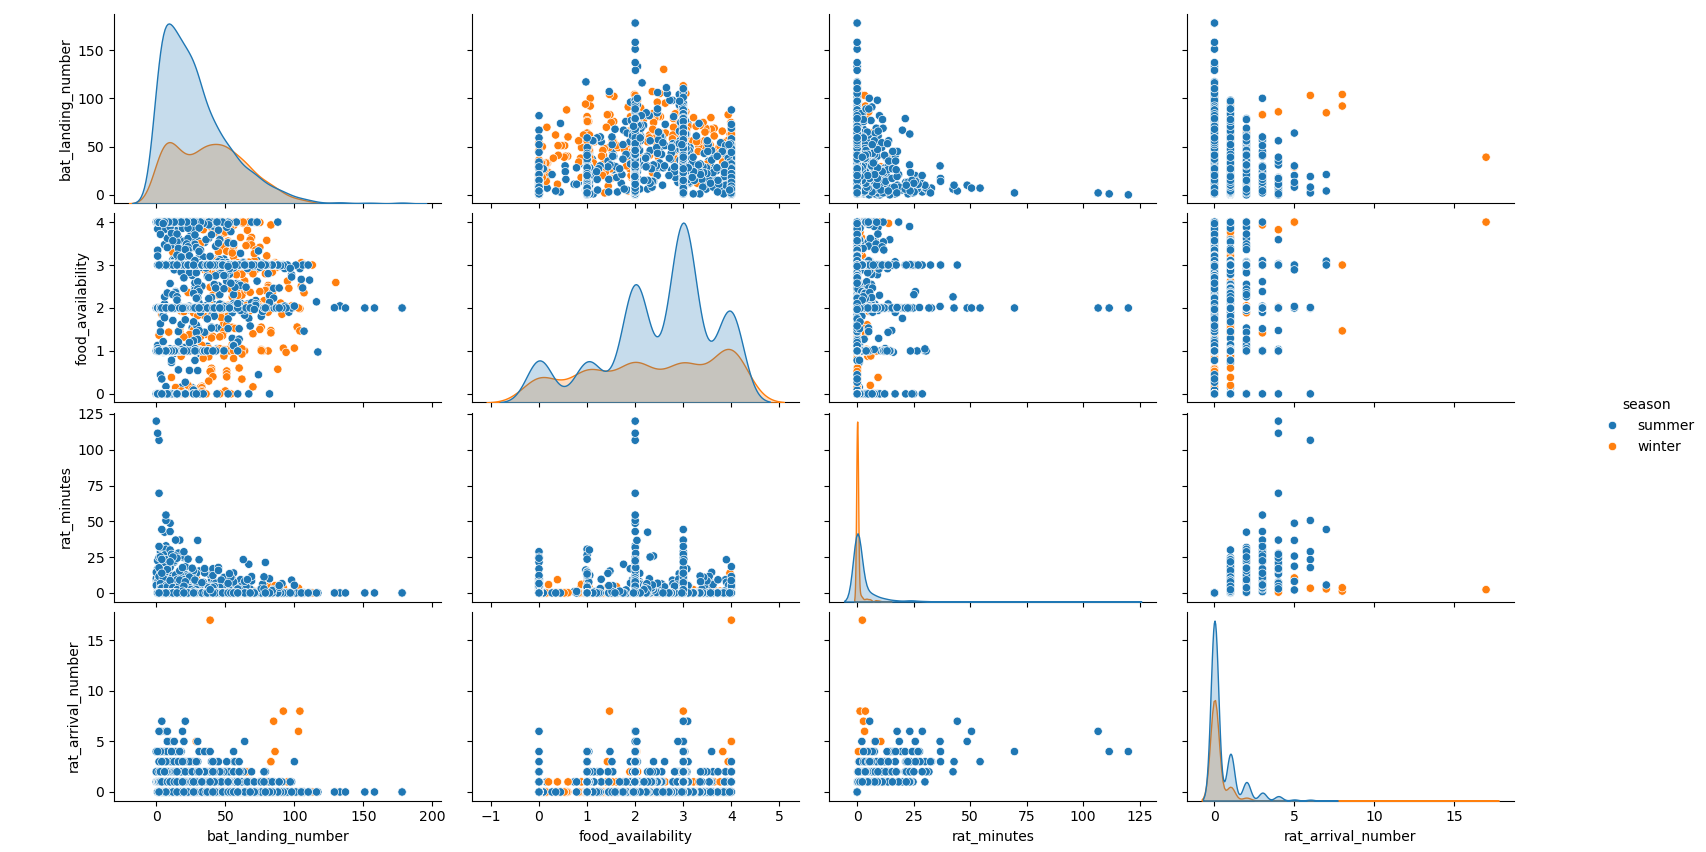 bat_landing_number
150
100
50
0
food_availability
4
3
2
1
0
rat_minutes
125
100
75
50
25
0
rat_arrival_number
15
10
5
0
0 50 100 150 200
bat_landing_number
−1 0 1 2 3 4 5
food_availability
0 25 50 75 100 125
rat_minutes
0 5 10 15
rat_arrival_number
season
summer
winter